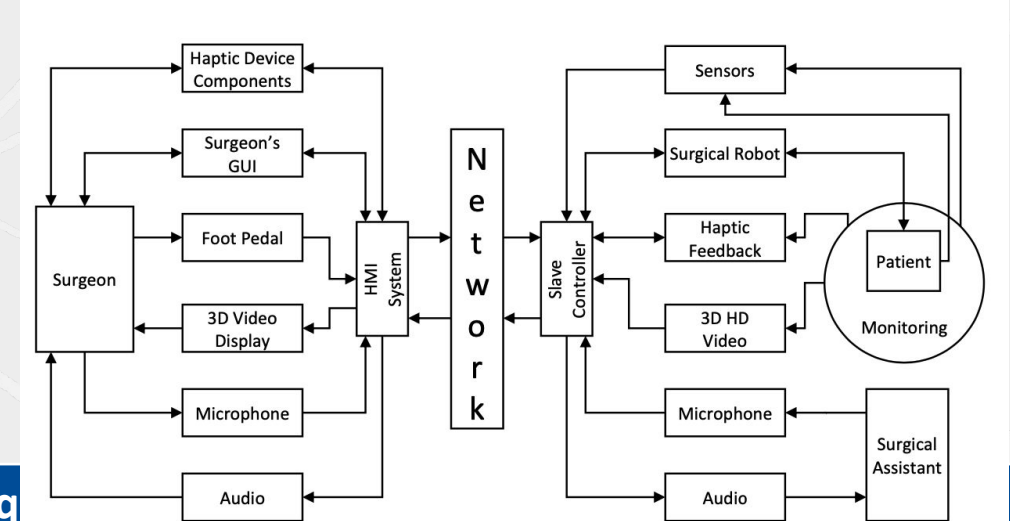 Haptic Device
Components
Surgeon's
GUI
Foot Pedal
Surgeon
HMI
System
3D Video
Display
Microphone
Audio
N
e
t
w
o
r
k
Sensors
Surgical Robot
Haptic
Feedback
Slave
Controller
Patient
3D HD
Video
Monitoring
Microphone
Surgical
Assistant
Audio
q